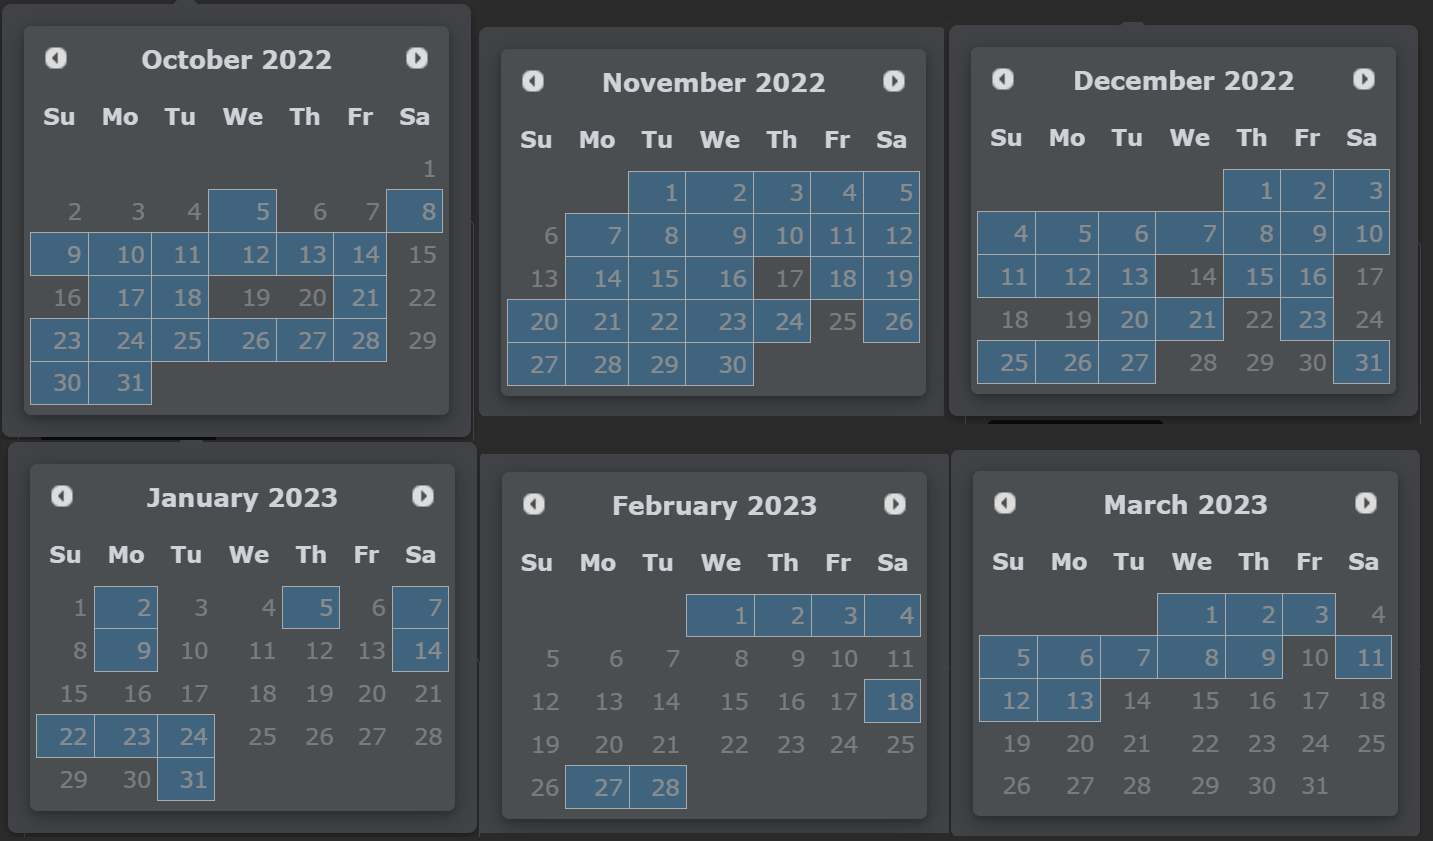 October 2022
Su Mo Tu We Th Fr Sa
1
2 3 4 5 6 7 8
9 10 11 12 13 14 15
16 17 18 19 20 21 22
23 24 25 26 27 28 29
30 31
November 2022
Su Mo Tu We Th Fr Sa
1 2 3 4 5
6 7 8 9 10 11 12
13 14 15 16 17 18 19
20 21 22 23 24 25 26
27 28 29 30
December 2022
Su Mo Tu We Th Fr Sa
1 2 3
4 5 6 7 8 9 10
11 12 13 14 15 16 17
18 19 20 21 22 23 24
25 26 27 28 29 30 31
January 2023
Su Mo Tu We Th Fr Sa
1 2 3 4 5 6 7
8 9 10 11 12 13 14
15 16 17 18 19 20 21
22 23 24 25 26 27 28
29 30 31
February 2023
Su Mo Tu We Th Fr Sa
1 2 3 4
5 6 7 8 9 10 11
12 13 14 15 16 17 18
19 20 21 22 23 24 25
26 27 28
March 2023
Su Mo Tu We Th Fr Sa
1 2 3 4
5 6 7 8 9 10 11
12 13 14 15 16 17 18
19 20 21 22 23 24 25
26 27 28 29 30 31